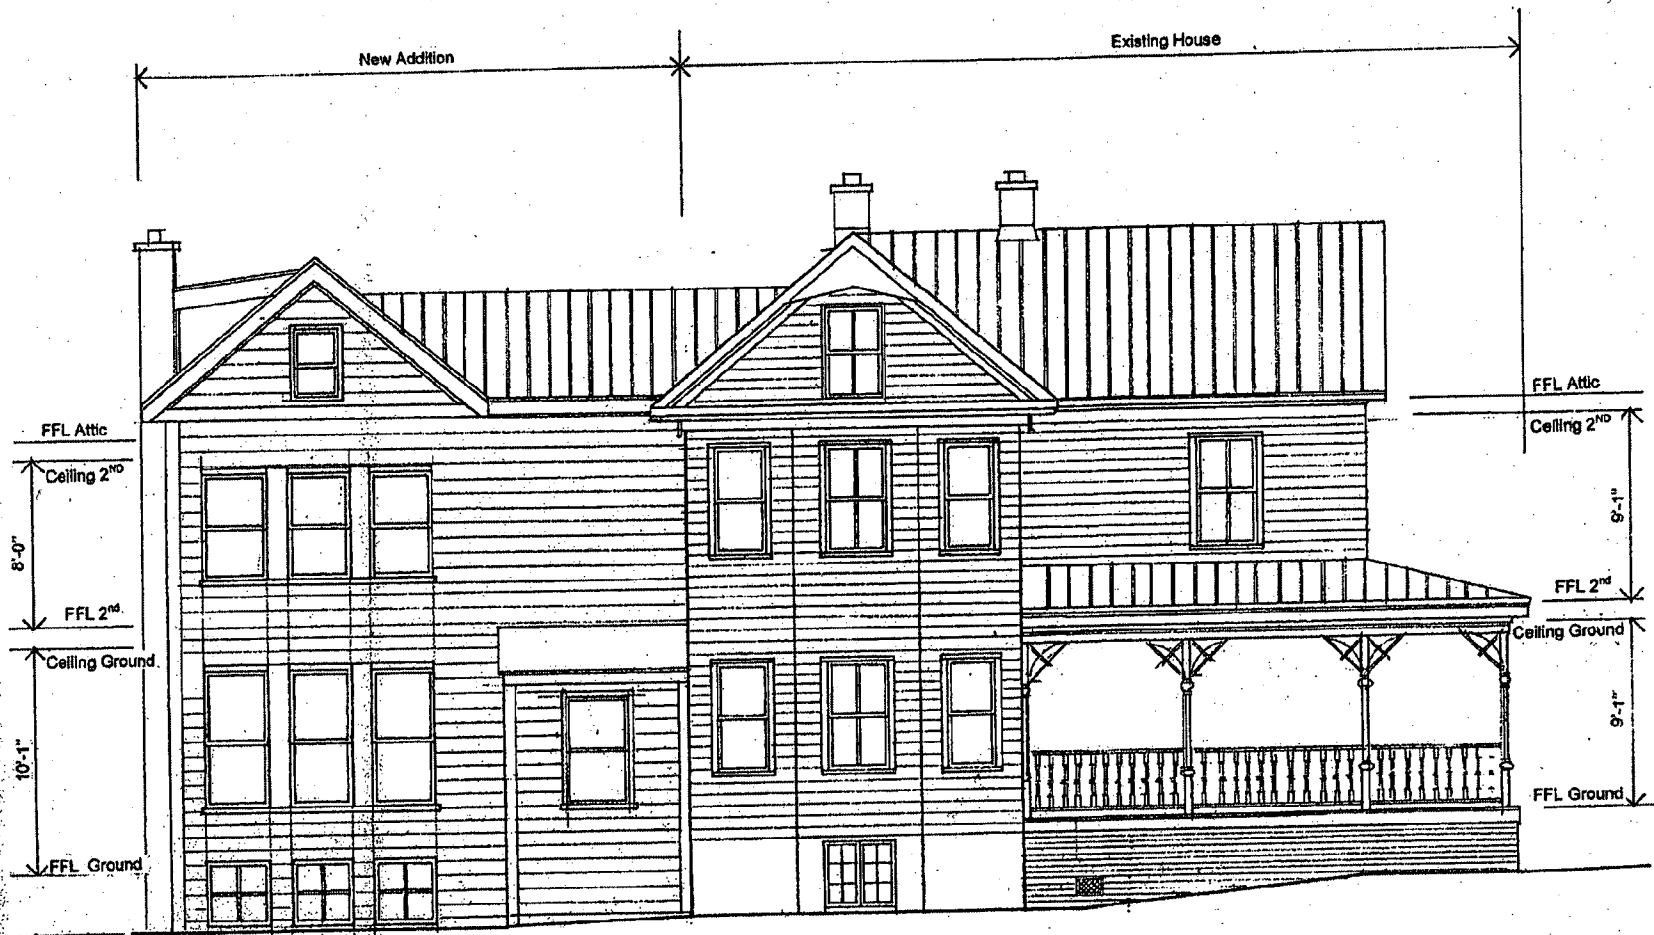 New Addition
Existing House
FFL Attic
Ceiling 2ND
8'-0"
FFL 2nd.
Ceiling Ground.
10'-1"
FFL Ground
FFL Attic
Ceiling 2ND
9'-1"
FFL 2nd
Ceiling Ground
9'-1"
FFL Ground